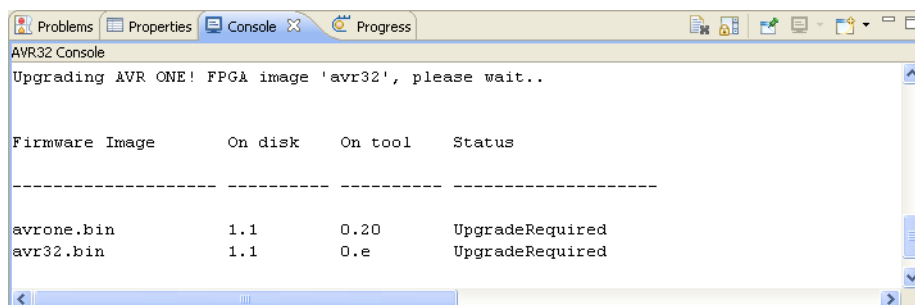 Problems Properties Console Progress
AVR32 Console
Upgrading AVR ONE! FPGA image 'avr32', please wait..
Firmware Image On disk On tool Status
-------------------- ---------- ---------- --------------------
avrone.bin 1.1 0.20 UpgradeRequired
avr32.bin 1.1 0.e UpgradeRequired